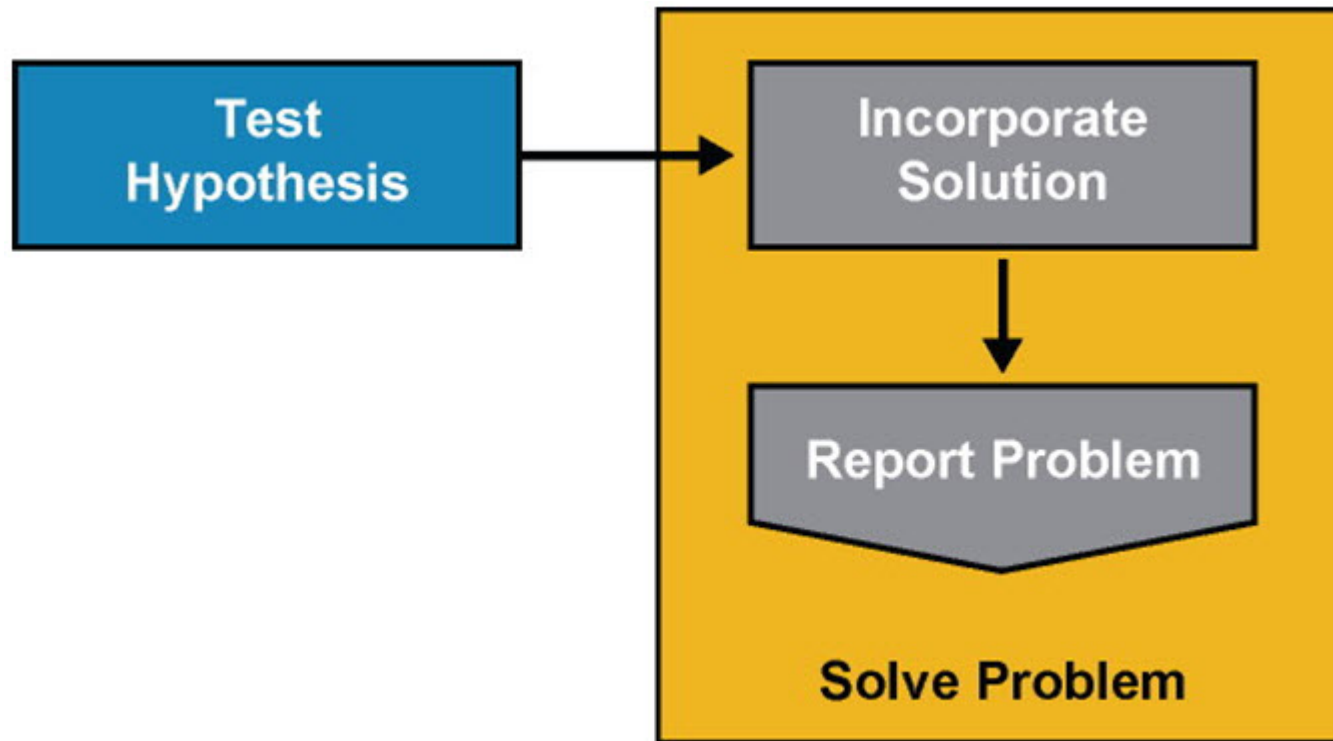 Test
Hypothesis
Incorporate
Solution
Report Problem
Solve Problem